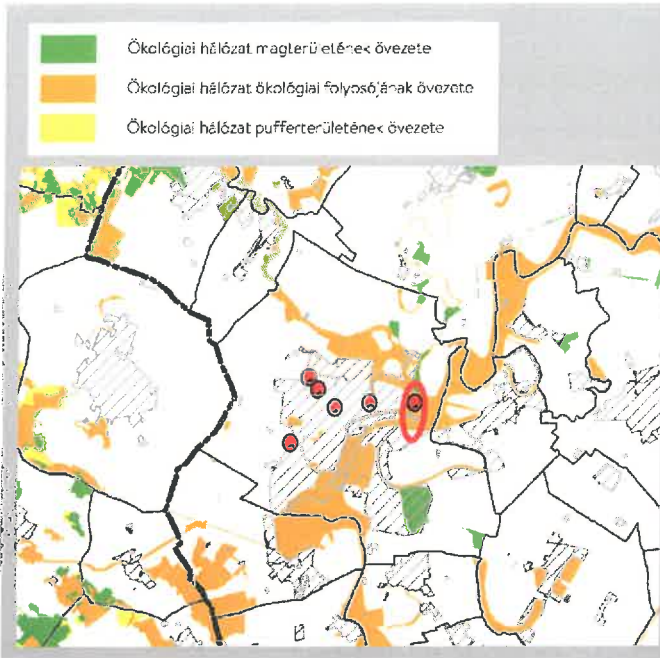 Ökológiai hálózat magterületének övezete
Ökológiai hálózat ökológiai folyosójának övezete
Ökológiai hálózat pufferterületének övezete